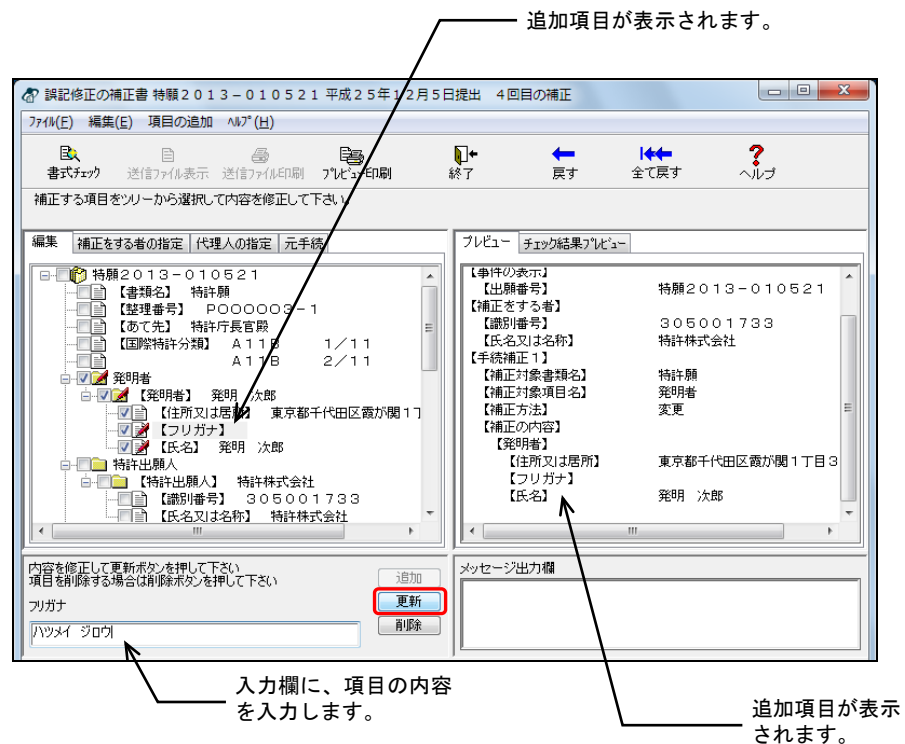 追加項目が表示されます。
誤記修正の補正書 特願２０１３－０１０５２１ 平成２５年１２月５日提出 ４回目の補正
ﾌｧｲﾙ(F) 編集(E) 項目の追加 ﾍﾙﾌﾟ(H)
書式ﾁｪｯｸ 送信ﾌｧｲﾙ表示 送信ﾌｧｲﾙ印刷 ﾌﾟﾚﾋﾞｭｰ印刷 終了 戻す 全て戻す ヘルプ
補正する項目をツリーから選択して内容を修正して下さい。
編集 補正をする者の指定 代理人の指定 元手続
特願２０１３－０１０５２１
【書類名】 特許願
【整理番号】 Ｐ０００００３－１
【あて先】 特許庁長官殿
【国際特許分類】 Ａ１１Ｂ １／１１
Ａ１１Ｂ ２／１１
発明者
【発明者】 発明 次郎
【住所又は居所】 東京都千代田区霞が関１丁
【フリガナ】
【氏名】 発明 次郎
特許出願人
【特許出願人】 特許株式会社
【識別番号】 ３０５００１７３３
【氏名又は名称】 特許株式会社
プレビュー ﾁｪｯｸ結果ﾌﾟﾚﾋﾞｭｰ
【事件の表示】
【出願番号】 特願２０１３－０１０５２１
【補正をする者】
【識別番号】 ３０５００１７３３
【氏名又は名称】 特許株式会社
【手続補正１】
【補正対象書類名】 特許願
【補正対象項目名】 発明者
【補正方法】 変更
【補正の内容】
【発明者】
【住所又は居所】 東京都千代田区霞が関１丁目３
【フリガナ】
【氏名】 発明 次郎
内容を修正して更新ボタンを押して下さい
項目を削除する場合は削除ボタンを押して下さい
フリガナ
ハツメイ ジロウ
追加
更新
削除
メッセージ出力欄
入力欄に、項目の内容
を入力します。
追加項目が表示
されます。